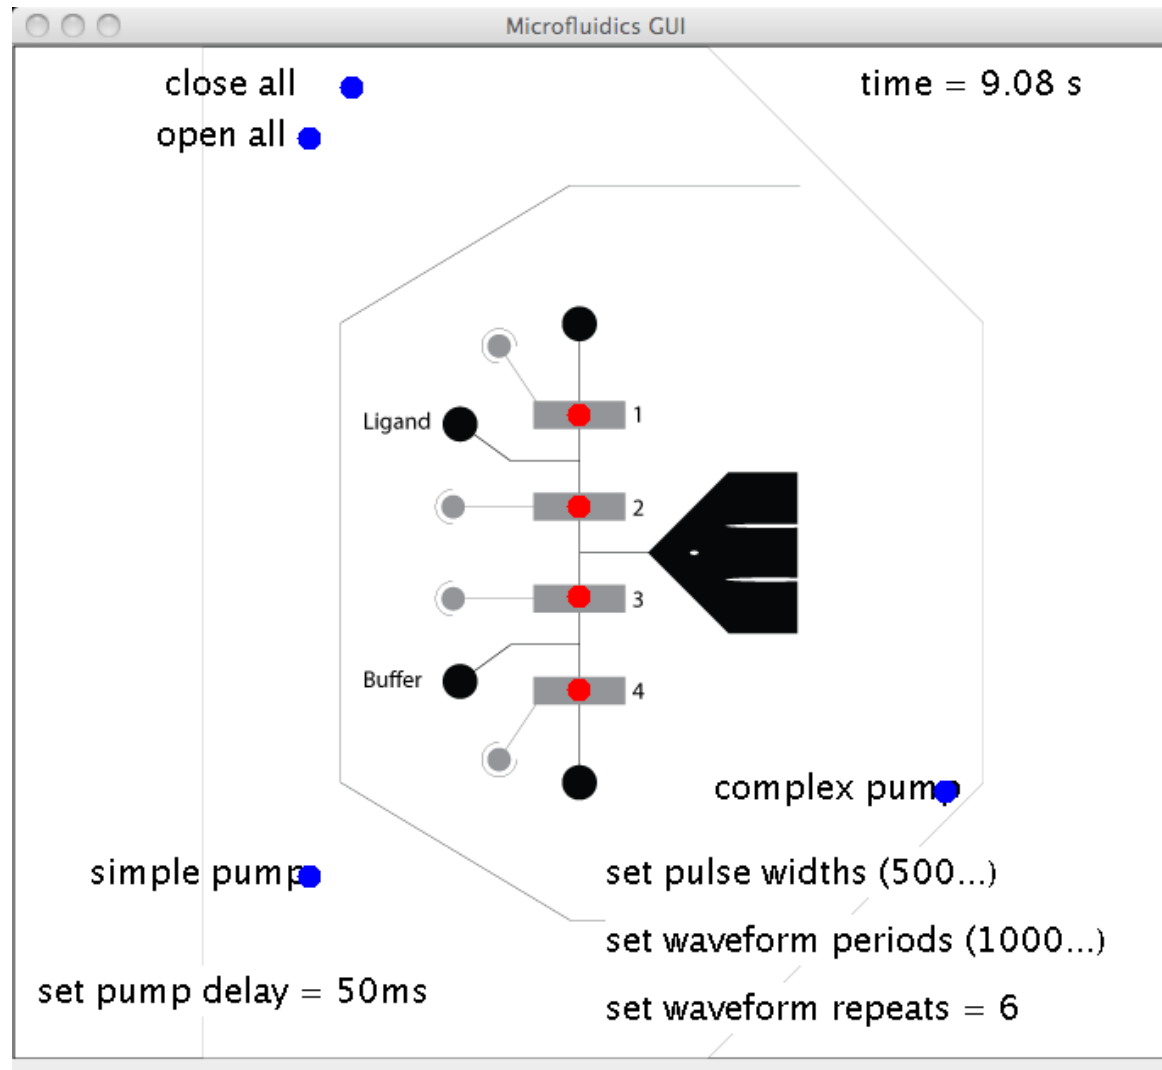 Microfluidics GUI
close all
time = 9.08 s
open all
1
Ligand
2
3
Buffer
4
complex pump
simple pump
set pulse widths (500...)
set waveform periods (1000...)
set pump delay = 50ms
set waveform repeats = 6